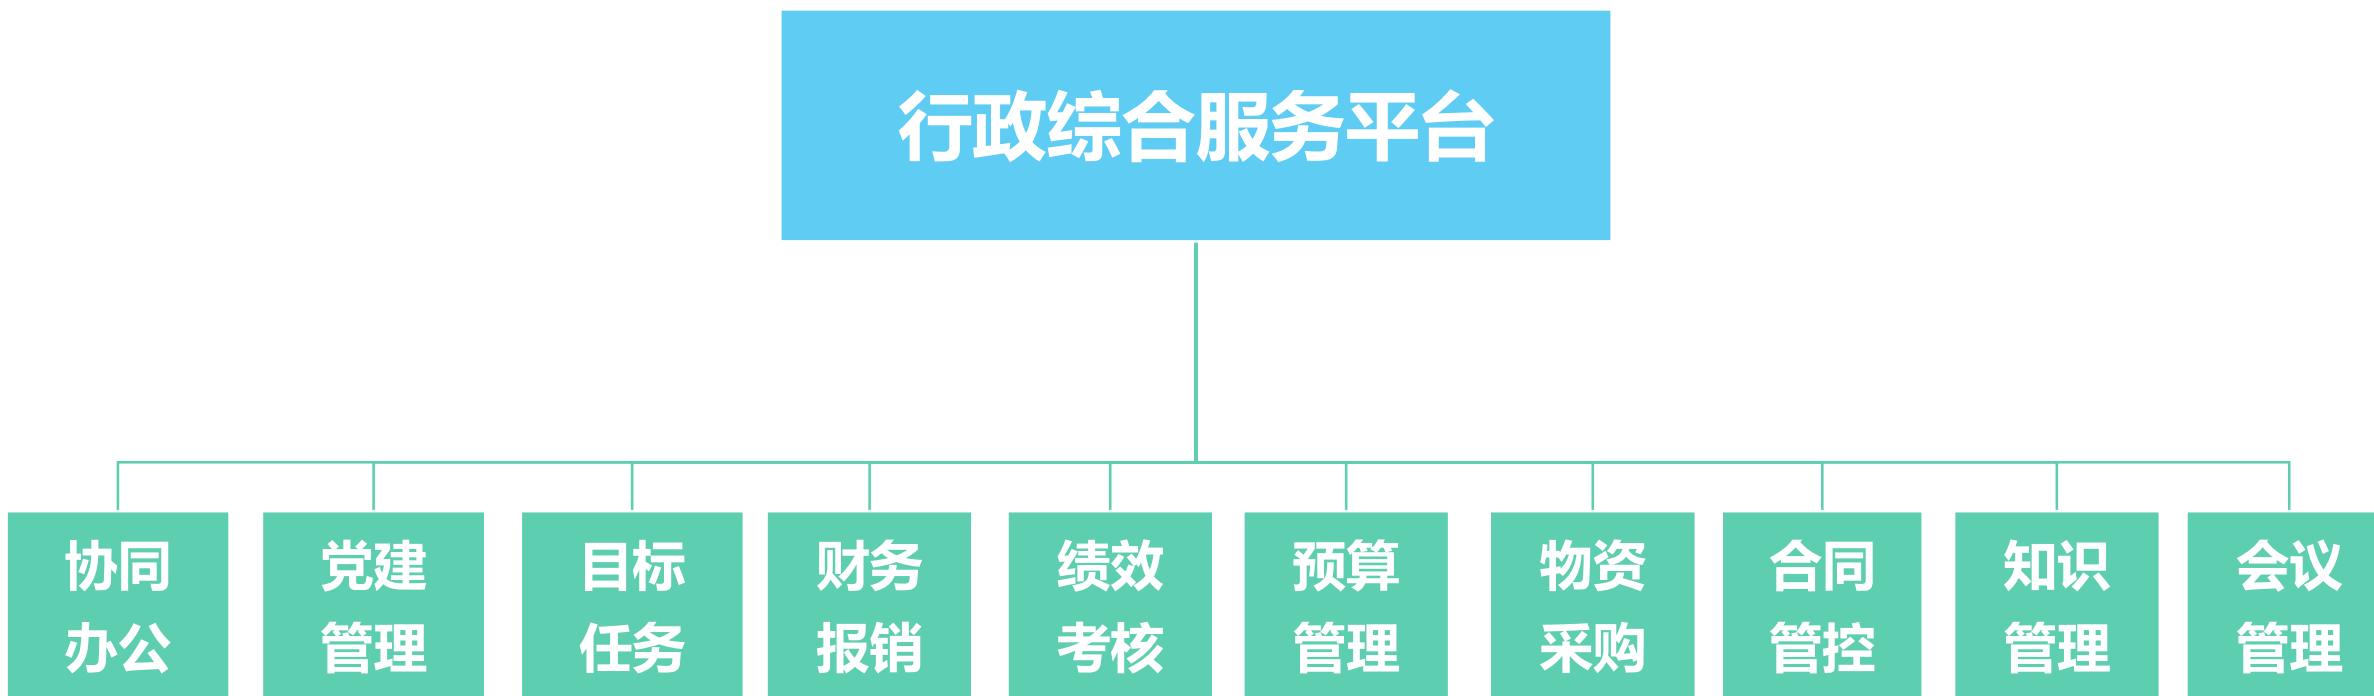 行政综合服务平台
协同
办公
党建
管理
目标
任务
财务
报销
绩效
考核
预算
管理
物资
采购
合同
管控
知识
管理
会议
管理